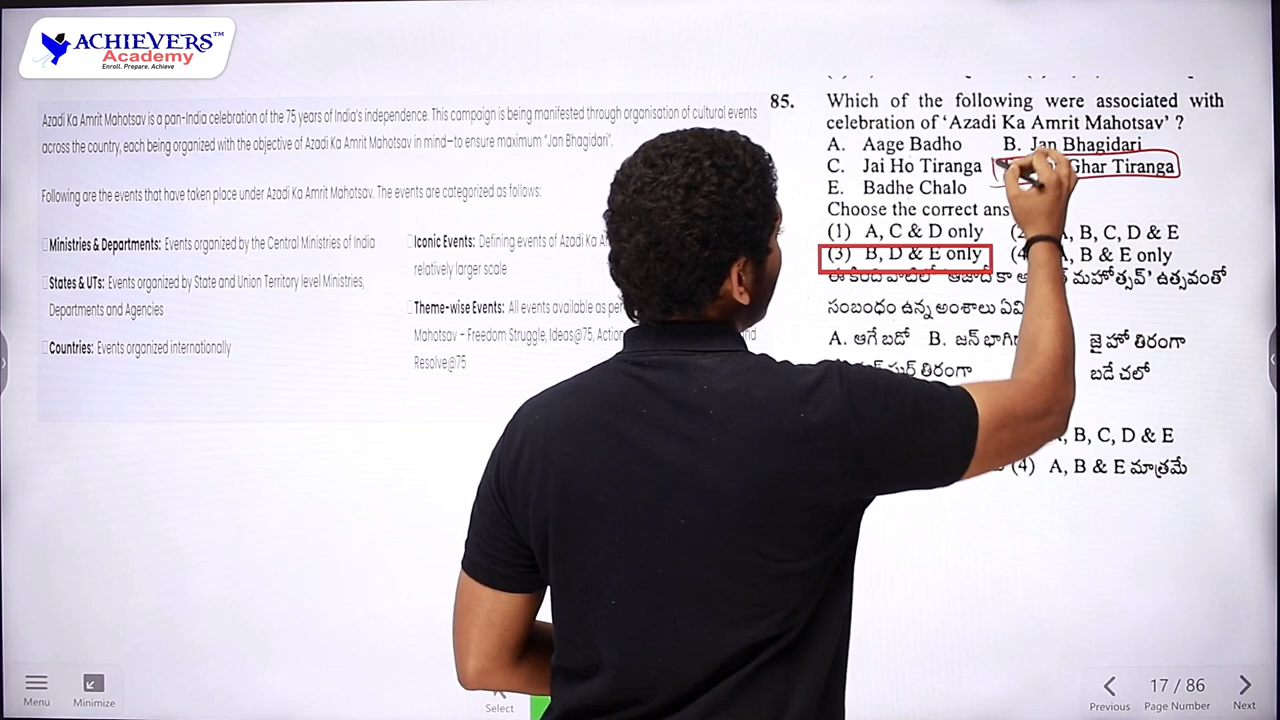 ACHIEVERS™
Academy
Enroll. Prepare. Achieve
Azadi Ka Amrit Mahotsav is a pan-India celebration of the 75 years of India's independence. This campaign is being manifested through organisation of cultural events
across the country, each being organized with the objective of Azadi Ka Amrit Mahotsav in mind—to ensure maximum "Jan Bhagidari".
Following are the events that have taken place under Azadi Ka Amrit Mahotsav. The events are categorized as follows:
Ministries & Departments: Events organized by the Central Ministries of India
States & UTs: Events organized by State and Union Territory level Ministries,
Departments and Agencies
Countries: Events organized internationally
Iconic Events: Defining events of Azadi Ka
relatively larger scale
Theme-wise Events: All events available as
Mahotsav – Freedom Struggle, Ideas@75,
Resolve@75
85. Which of the following were associated with
celebration of 'Azadi Ka Amrit Mahotsav' ?
A. Aage Badho B. Jan Bhagidari
C. Jai Ho Tiranga Ghar Tiranga
E. Badhe Chalo
Choose the correct
(1) A, C & D only B, C, D & E
(3) B, D & E only , B & E only
ఈ కింది వాటిలో 'ఆజాదీ కా మహోత్సవ్' ఉత్సవంతో
సంబంధం ఉన్న అంశాలు
A. ఆగే బడో B. జన్ జై హో తిరంగా
తిరంగా బడే చలో
, B, C, D & E
(4) A, B & E మాత్రమే
Menu
Minimize
Select
Previous
17 / 86
Page Number
Next